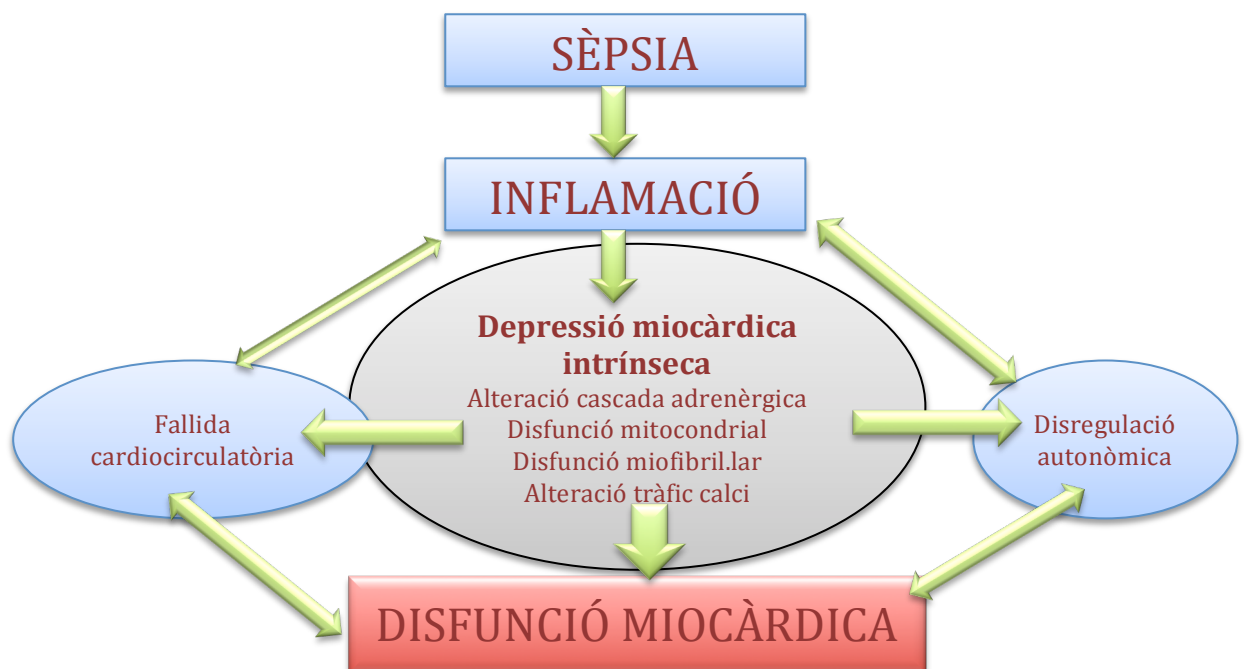 SÈPSIA
INFLAMACIÓ
Depressió miocàrdica
intrínseca
Alteració cascada adrenèrgica
Disfunció mitocondrial
Disfunció miofibril.lar
Alteració tràfic calci
Fallida
cardiocirculatòria
Disregulació
autonòmica
DISFUNCIÓ MIOCÀRDICA